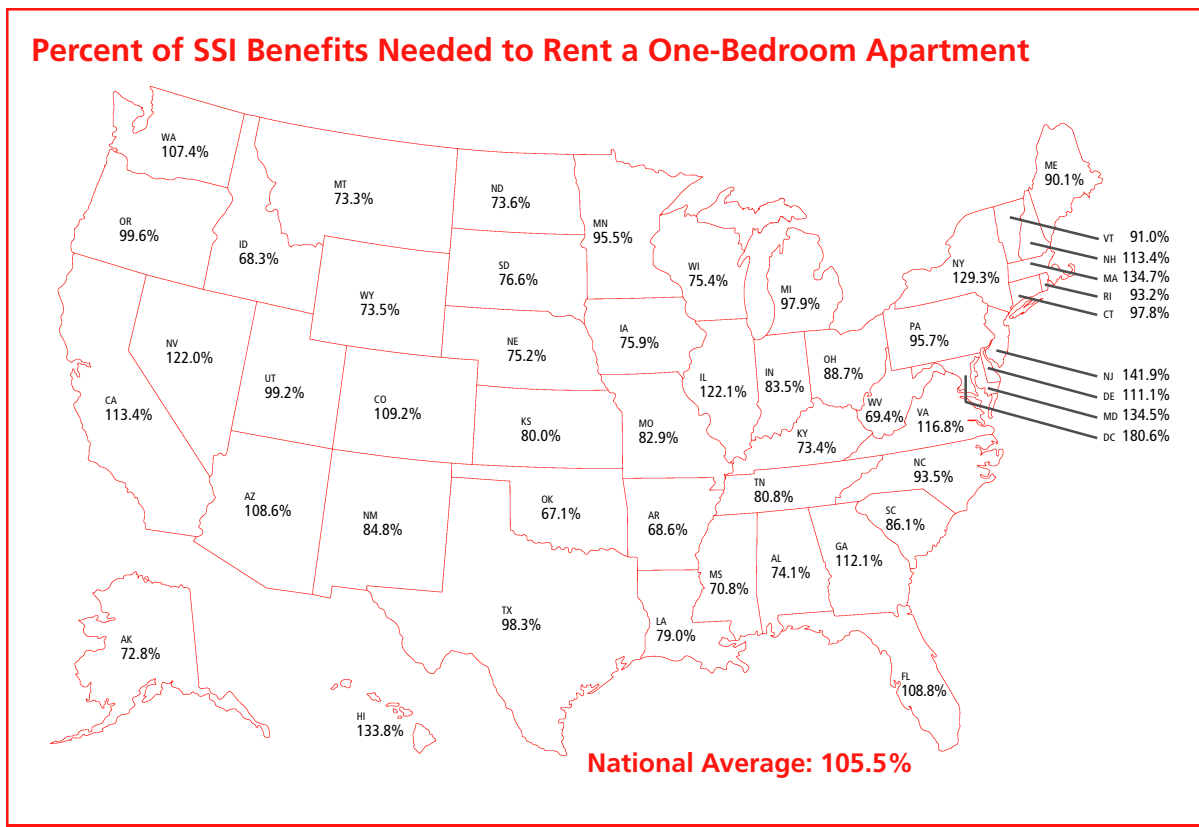 Percent of SSI Benefits Needed to Rent a One-Bedroom Apartment
WA
107.4%
OR
99.6%
ID
68.3%
MT
73.3%
ND
73.6%
MN
95.5%
SD
76.6%
WY
73.5%
WI
75.4%
MI
97.9%
NY
129.3%
ME
90.1%
VT 91.0%
NH 113.4%
MA 134.7%
RI 93.2%
CT 97.8%
NV
122.0%
CA
113.4%
UT
99.2%
CO
109.2%
NE
75.2%
IA
75.9%
KS
80.0%
MO
82.9%
IL
122.1%
IN
83.5%
OH
88.7%
PA
95.7%
WV
69.4%
VA
116.8%
KY
73.4%
NJ 141.9%
DE 111.1%
MD 134.5%
DC 180.6%
AZ
108.6%
NM
84.8%
OK
67.1%
AR
68.6%
TN
80.8%
NC
93.5%
SC
86.1%
GA
112.1%
AL
74.1%
MS
70.8%
LA
79.0%
TX
98.3%
FL
108.8%
AK
72.8%
HI
133.8%
National Average: 105.5%